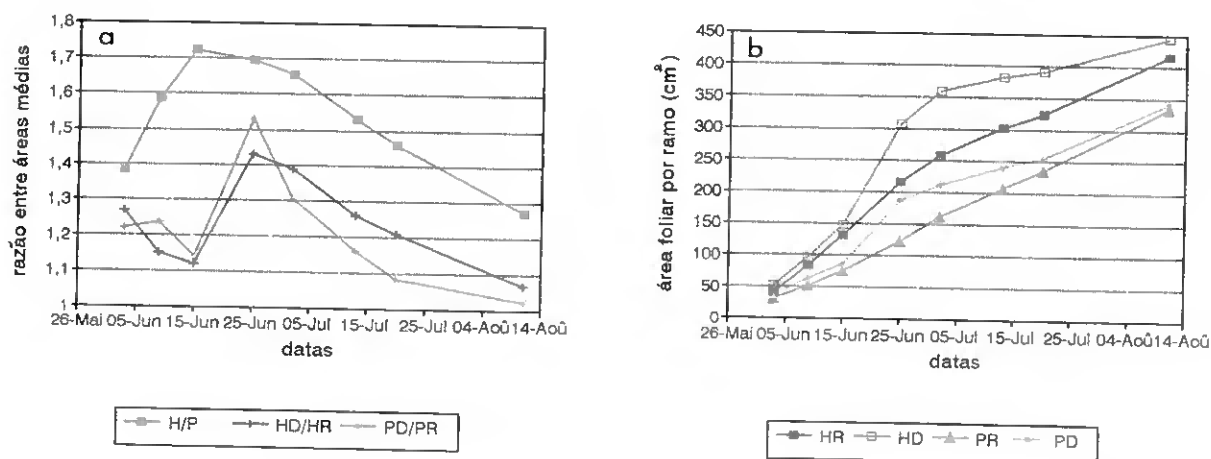 a
razão entre áreas médias
1,8
1,7
1,6
1,5
1,4
1,3
1,2
1,1
1
26-Mai 05-Jun 15-Jun 25-Jun 05-Jul 15-Jul 25-Jul 04-Aoû 14-Aoû
datas
H/P HD/HR PD/PR
b
área foliar por ramo (cm²)
450
400
350
300
250
200
150
100
50
0
26-Mai 05-Jun 15-Jun 25-Jun 05-Jul 15-Jul 25-Jul 04-Aoû 14-Aoû
datas
HR HD PR PD